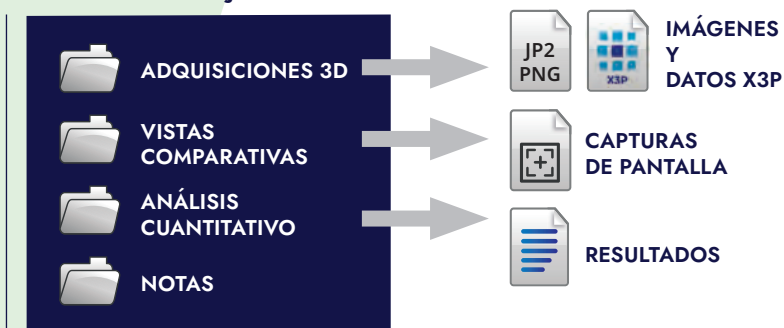 ADQUISICIONES 3D
JP2
PNG
X3P
IMÁGENES
Y
DATOS X3P
VISTAS
COMPARATIVAS
CAPTURAS
DE PANTALLA
ANÁLISIS
CUANTITATIVO
RESULTADOS
NOTAS